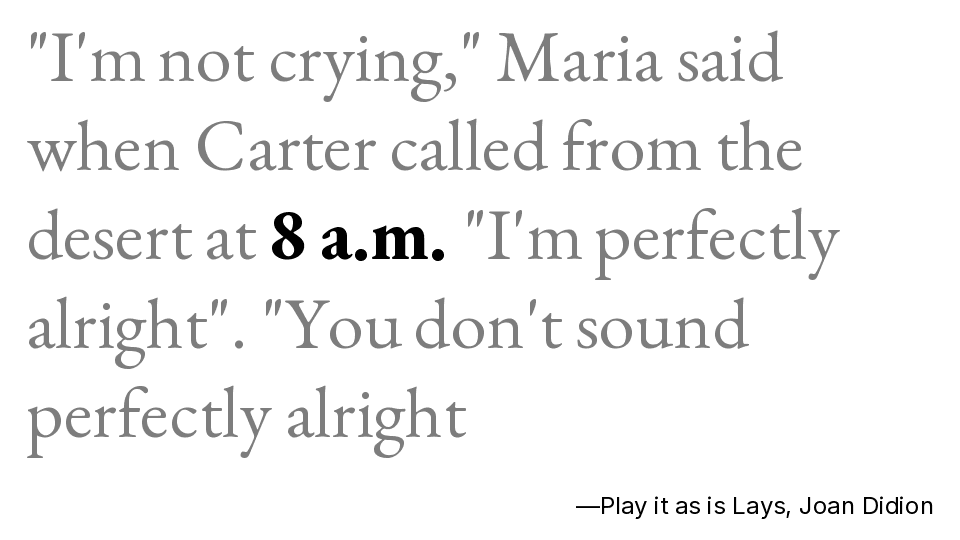 "I'm not crying," Maria said
when Carter called from the
desert at 8 a.m. "I'm perfectly
alright". "You don't sound
perfectly alright
—Play it as is Lays, Joan Didion